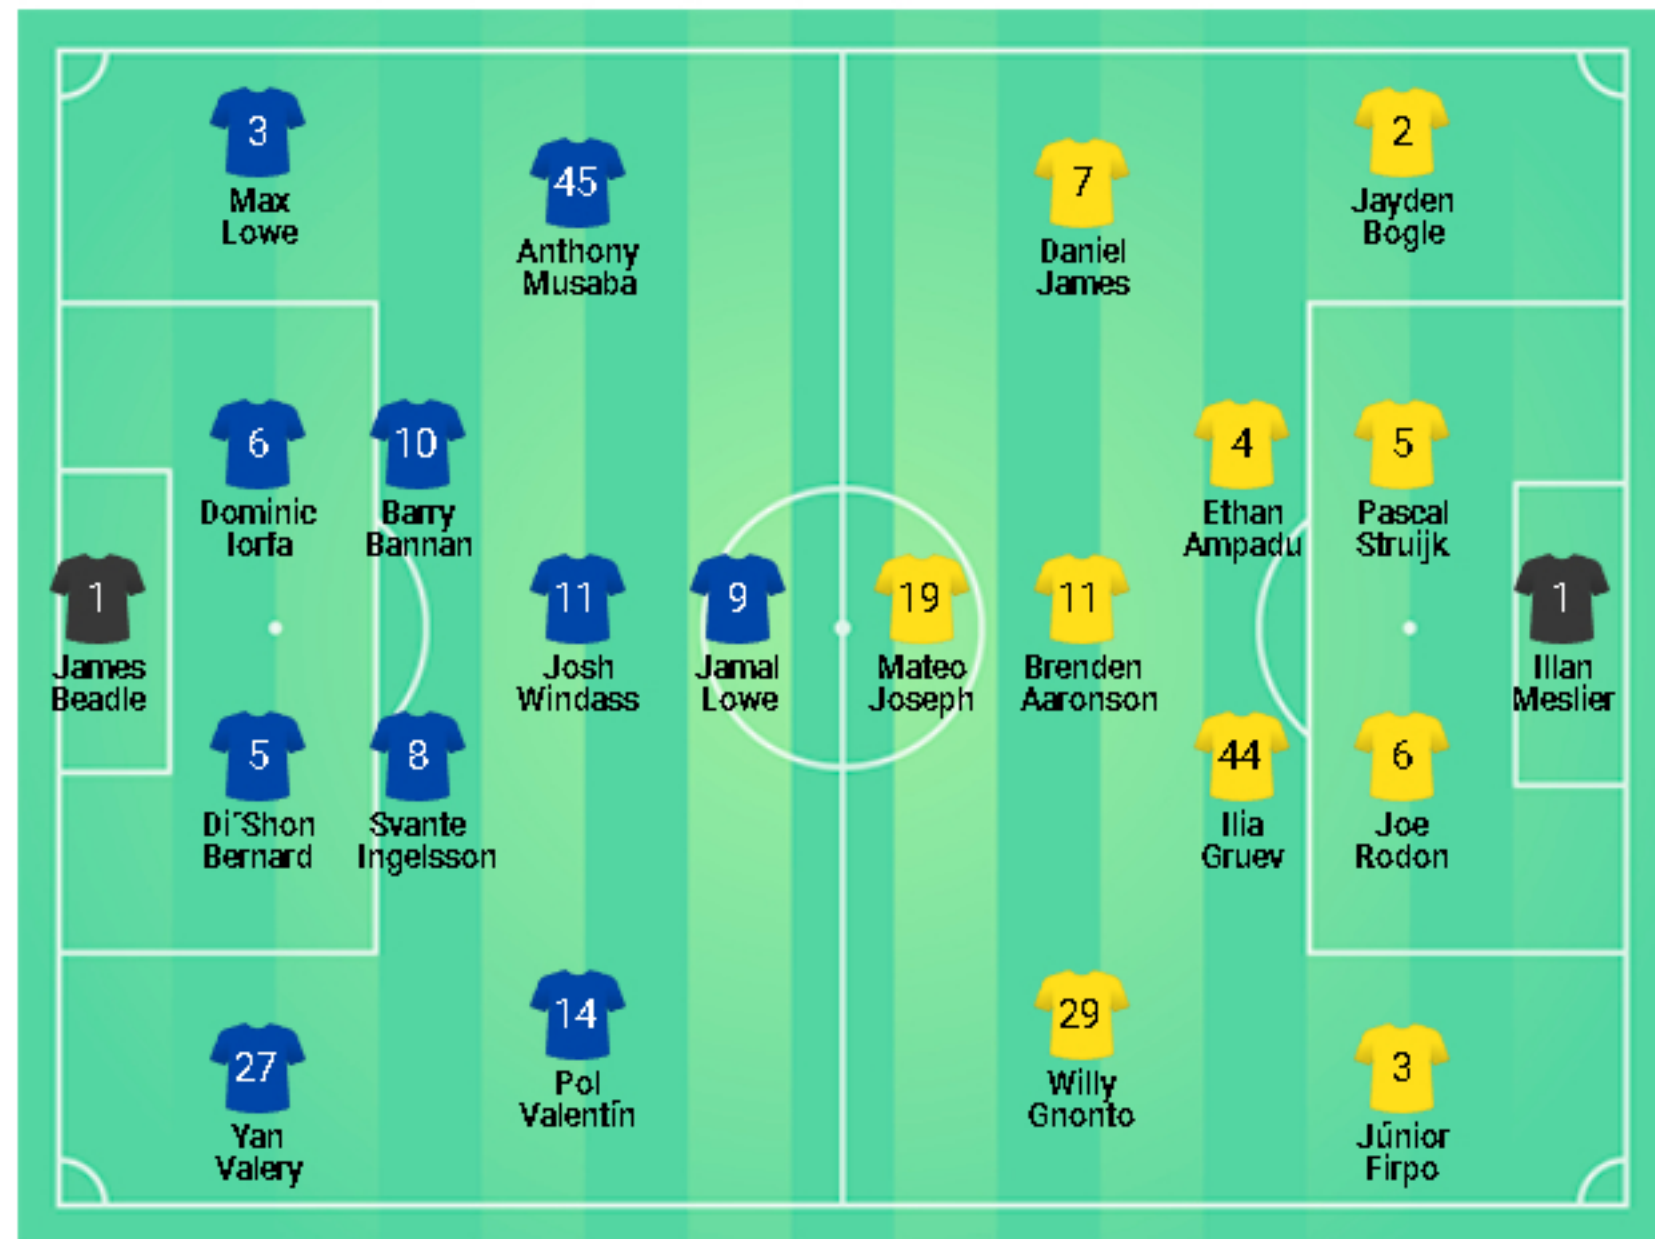 3
Max
Lowe
45
Anthony
Musaba
7
Daniel
James
2
Jayden
Bogle
6
Dominic
Iorfa
10
Barry
Bannan
4
Ethan
Ampadu
5
Pascal
Struijk
1
James
Beadle
11
Josh
Windass
9
Jamal
Lowe
19
Mateo
Joseph
11
Brenden
Aaronson
1
Illan
Meslier
5
Di´Shon
Bernard
8
Svante
Ingelsson
44
Ilia
Gruev
6
Joe
Rodon
14
Pol
Valentín
29
Willy
Gnonto
27
Yan
Valery
3
Júnior
Firpo